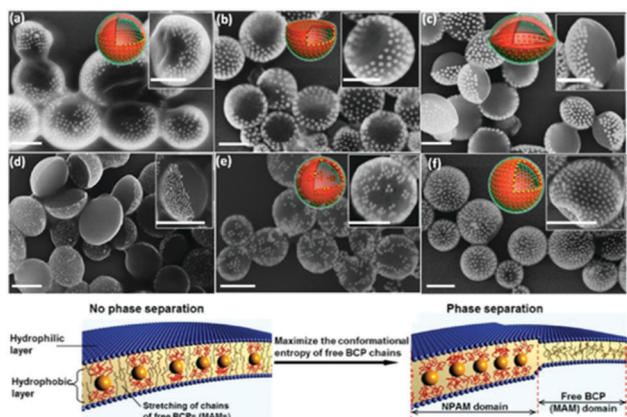 (a)
(b)
(c)
(d)
(e)
(f)
No phase separation
Phase separation
Hydrophilic
layer
Maximize the conformational
entropy of free BCP chains
Hydrophobic
layer
Stretching of chains
of free BCPs (MAMs)
NPAM domain
Free BCP
(MAM) domain